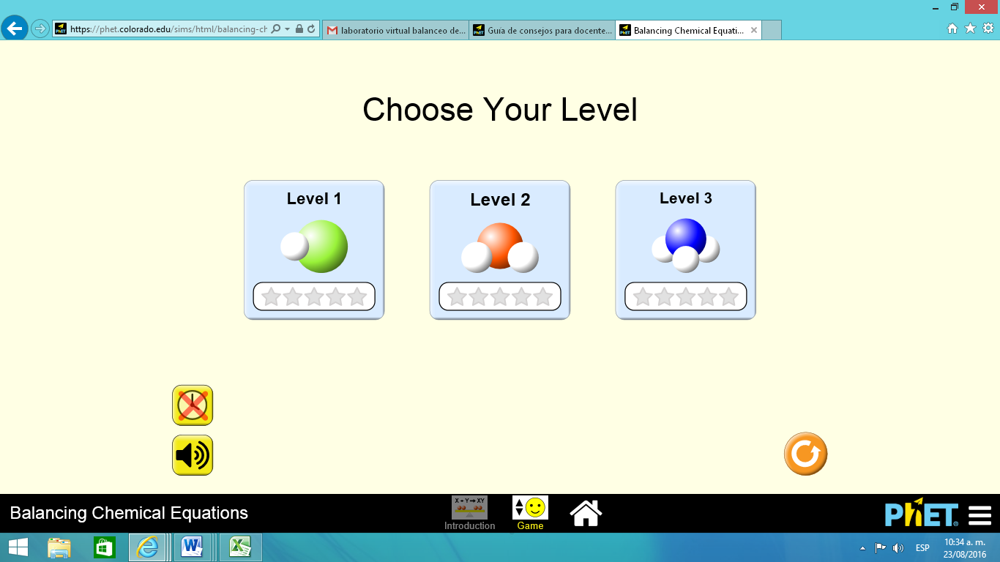 https://phet.colorado.edu/sims/html/balancing-ch
laboratorio virtual balanceo de...
Guía de consejos para docente...
Balancing Chemical Equati...
Choose Your Level
Level 1
Level 2
Level 3
Balancing Chemical Equations
X + Y → XY
Introduction
Game
PhET
ESP
10:34 a. m.
23/08/2016